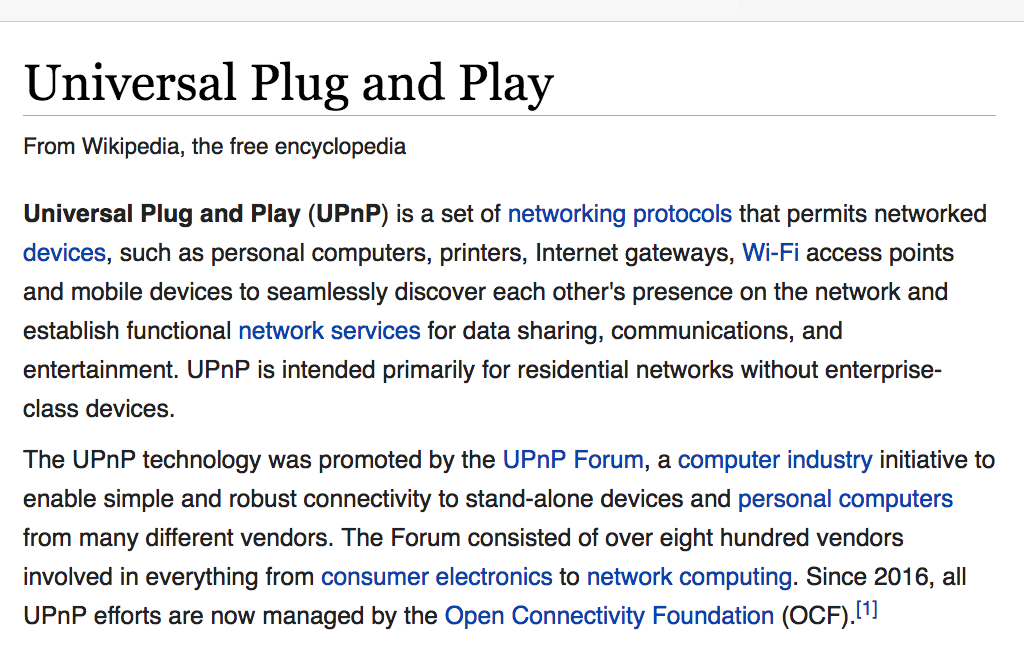 Universal Plug and Play
From Wikipedia, the free encyclopedia
Universal Plug and Play (UPnP) is a set of networking protocols that permits networked
devices, such as personal computers, printers, Internet gateways, Wi-Fi access points
and mobile devices to seamlessly discover each other's presence on the network and
establish functional network services for data sharing, communications, and
entertainment. UPnP is intended primarily for residential networks without enterprise-
class devices.
The UPnP technology was promoted by the UPnP Forum, a computer industry initiative to
enable simple and robust connectivity to stand-alone devices and personal computers
from many different vendors. The Forum consisted of over eight hundred vendors
involved in everything from consumer electronics to network computing. Since 2016, all
UPnP efforts are now managed by the Open Connectivity Foundation (OCF).[1]